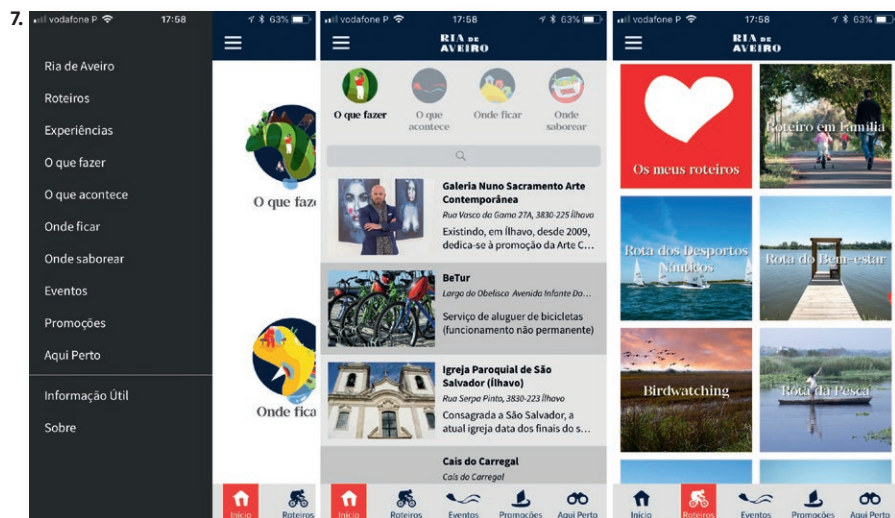 7.
vodafone P 17:58 63%
Ria de Aveiro
Roteiros
Experiências
O que fazer
O que acontece
Onde ficar
Onde saborear
Eventos
Promoções
Aqui Perto
Informação Útil
Sobre
O que faze
Onde fica
Início Roteiros
vodafone P 17:58 63%
RIA DE
AVEIRO
O que fazer O que Onde ficar Onde
acontece saborear
Galeria Nuno Sacramento Arte
Contemporânea
Rua Vasco da Gama 27A, 3830-225 Ílhavo
Existindo, em Ílhavo, desde 2009,
dedica-se à promoção da Arte C...
BeTur
Largo do Obelisco Avenida Infante Do...
Serviço de aluguer de bicicletas
(funcionamento não permanente)
Igreja Paroquial de São
Salvador (Ílhavo)
Rua Serpa Pinto, 3830-223 Ílhavo
Consagrada a São Salvador, a
atual igreja data dos finais do s...
Cais do Carregal
Cais do Carregal
Início Roteiros Eventos Promoções Aqui Perto
vodafone P 17:58 63%
RIA DE
AVEIRO
Os meus roteiros
Roteiro em Família
Rota dos Desportos
Náuticos
Rota do Bem-estar
Birdwatching
Rota da Pesca
Início Roteiros Eventos Promoções Aqui Perto